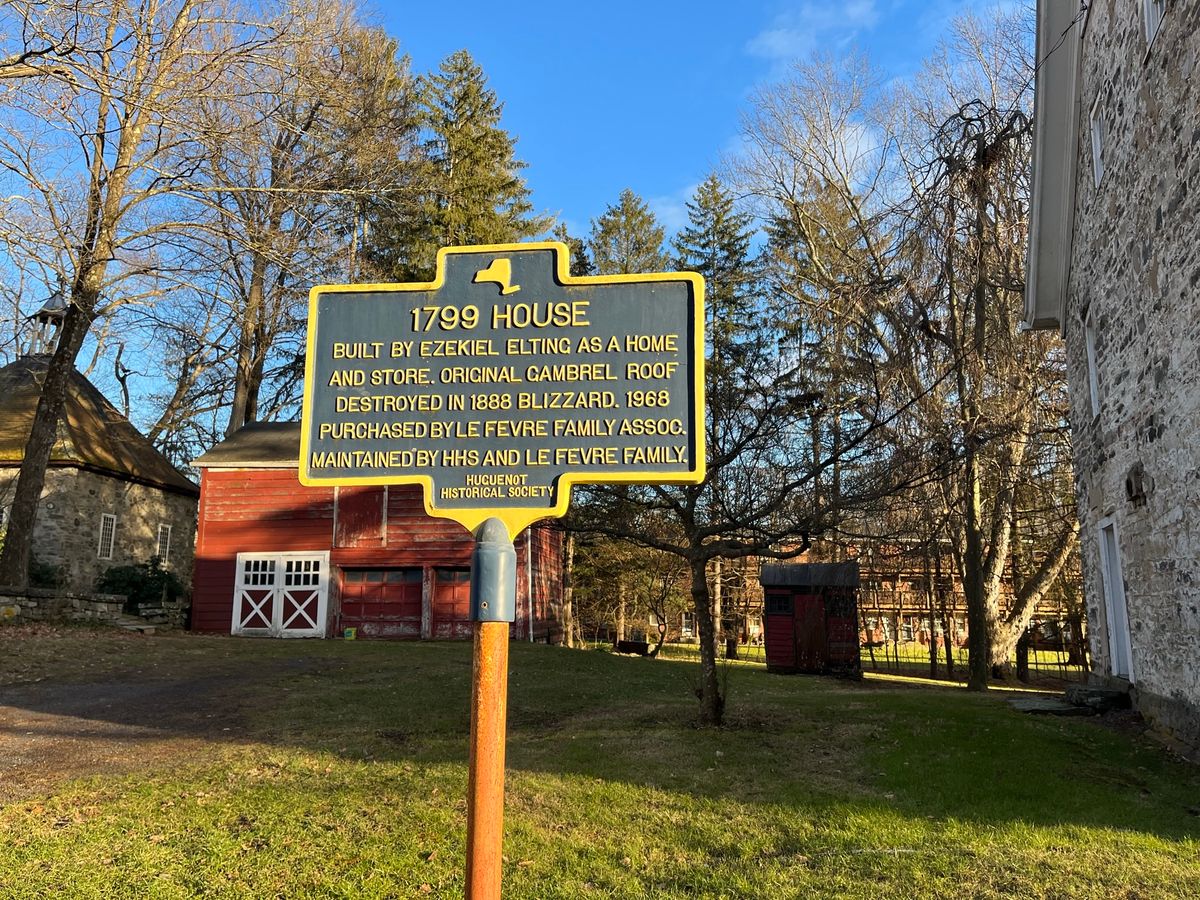 1799 HOUSE
BUILT BY EZEKIEL ELTING AS A HOME
AND STORE. ORIGINAL GAMBREL ROOF
DESTROYED IN 1888 BLIZZARD. 1968
PURCHASED BY LE FEVRE FAMILY ASSOC.
MAINTAINED BY HHS AND LE FEVRE FAMILY.
HUGUENOT
HISTORICAL SOCIETY